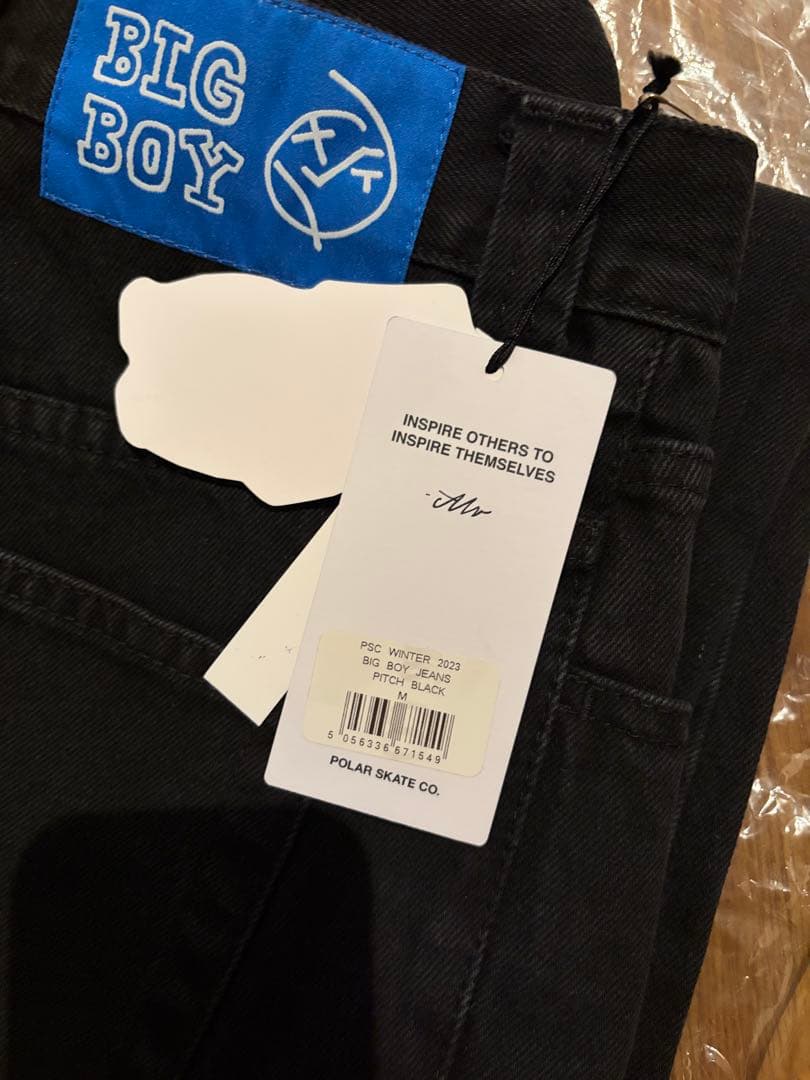 BIG
BOY
INSPIRE OTHERS TO
INSPIRE THEMSELVES
PSC WINTER 2023
BIG BOY JEANS
PITCH BLACK
M
5 056336 671549
POLAR SKATE CO.